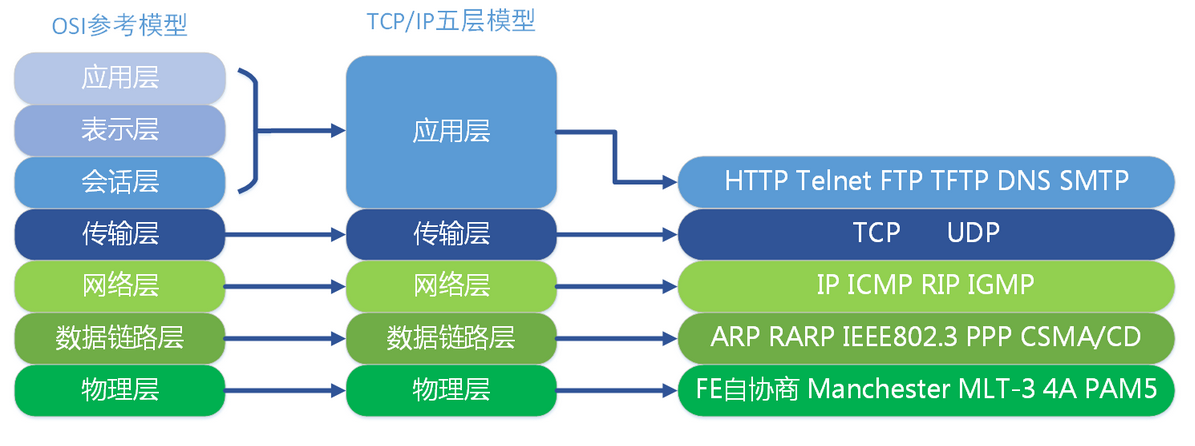 OSI参考模型
TCP/IP五层模型
应用层
表示层
会话层
传输层
网络层
数据链路层
物理层
应用层
传输层
网络层
数据链路层
物理层
HTTP Telnet FTP TFTP DNS SMTP
TCP UDP
IP ICMP RIP IGMP
ARP RARP IEEE802.3 PPP CSMA/CD
FE自协商 Manchester MLT-3 4A PAM5